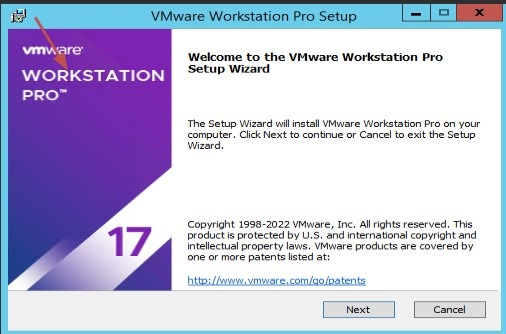 VMware Workstation Pro Setup
vmware
WORKSTATION
PRO™
17
Welcome to the VMware Workstation Pro
Setup Wizard
The Setup Wizard will install VMware Workstation Pro on your
computer. Click Next to continue or Cancel to exit the Setup
Wizard.
Copyright 1998-2022 VMware, Inc. All rights reserved. This
product is protected by U.S. and international copyright and
intellectual property laws. VMware products are covered by
one or more patents listed at:
http://www.vmware.com/go/patents
Next
Cancel